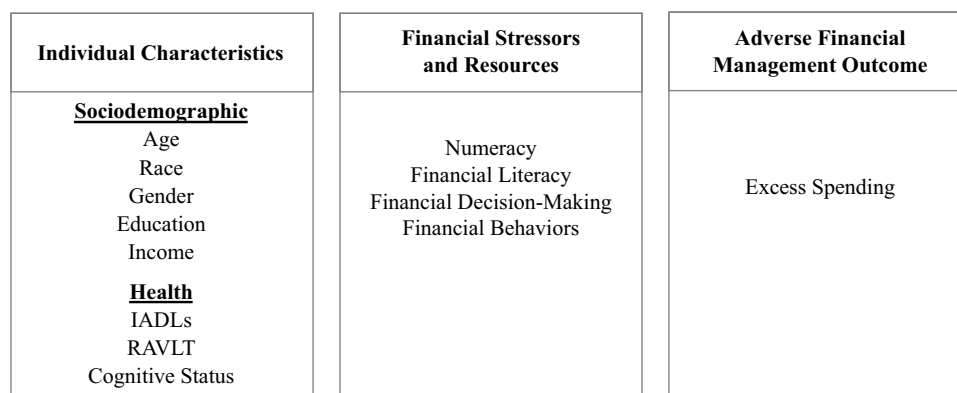 Individual Characteristics
Sociodemographic
Age
Race
Gender
Education
Income
Health
IADLs
RAVLT
Cognitive Status
Financial Stressors
and Resources
Numeracy
Financial Literacy
Financial Decision-Making
Financial Behaviors
Adverse Financial
Management Outcome
Excess Spending